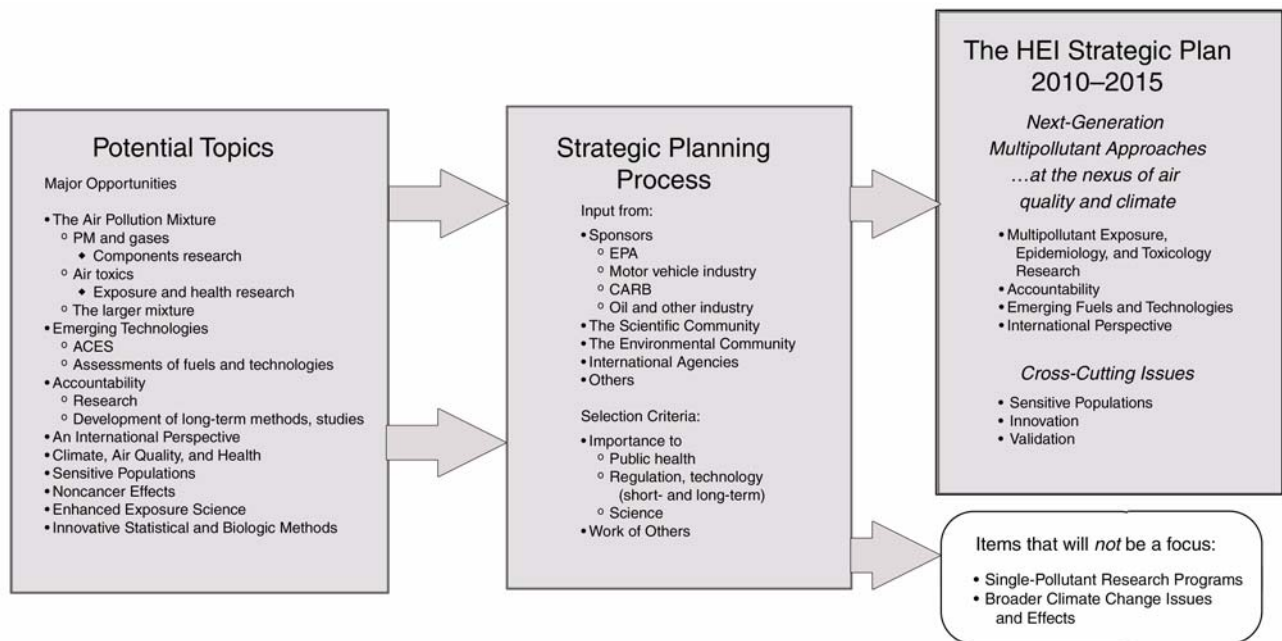 Potential Topics
Major Opportunities
• The Air Pollution Mixture
o PM and gases
◆ Components research
o Air toxics
◆ Exposure and health research
o The larger mixture
• Emerging Technologies
o ACES
o Assessments of fuels and technologies
• Accountability
o Research
o Development of long-term methods, studies
• An International Perspective
• Climate, Air Quality, and Health
• Sensitive Populations
• Noncancer Effects
• Enhanced Exposure Science
• Innovative Statistical and Biologic Methods
Strategic Planning
Process
Input from:
• Sponsors
o EPA
o Motor vehicle industry
o CARB
o Oil and other industry
• The Scientific Community
• The Environmental Community
• International Agencies
• Others
Selection Criteria:
• Importance to
o Public health
o Regulation, technology
(short- and long-term)
o Science
• Work of Others
The HEI Strategic Plan
2010–2015
Next-Generation
Multipollutant Approaches
…at the nexus of air
quality and climate
• Multipollutant Exposure,
Epidemiology, and Toxicology
Research
• Accountability
• Emerging Fuels and Technologies
• International Perspective
Cross-Cutting Issues
• Sensitive Populations
• Innovation
• Validation
Items that will not be a focus:
• Single-Pollutant Research Programs
• Broader Climate Change Issues
and Effects